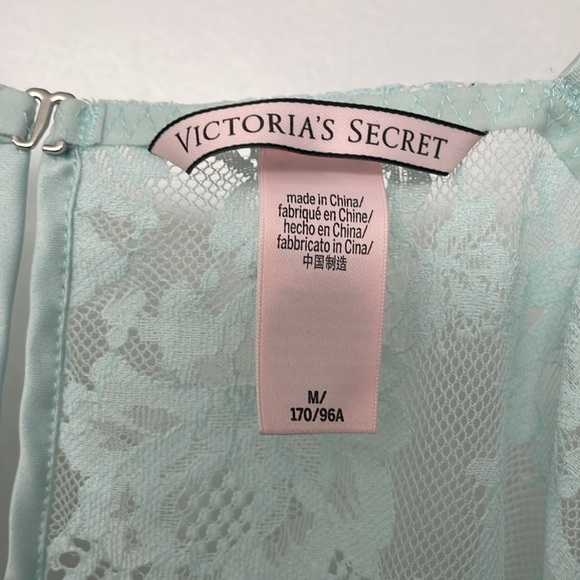 VICTORIA'S SECRET
made in China/
fabriqué en Chine/
hecho en China/
fabbricato in Cina/
中国制造
M/
170/96A